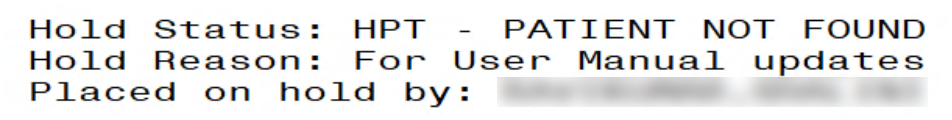 Hold Status: HPT - PATIENT NOT FOUND
Hold Reason: For User Manual updates
Placed on hold by: